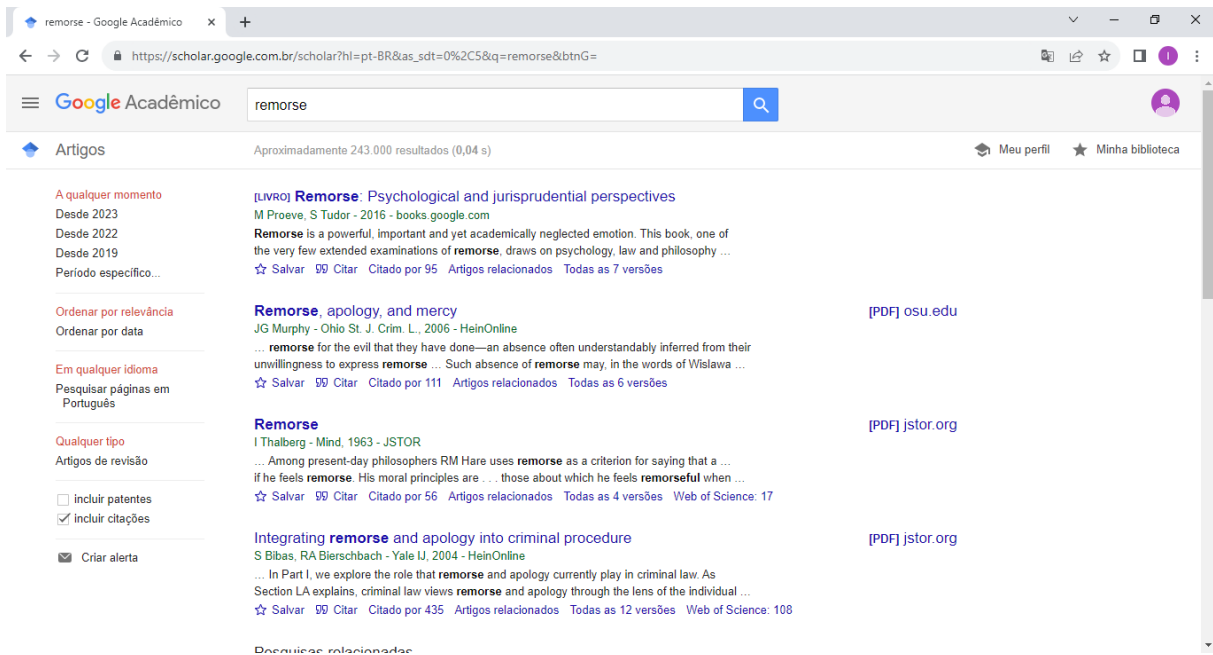 remorse - Google Acadêmico
https://scholar.google.com.br/scholar?hl=pt-BR&as_sdt=0%2C5&q=remorse&btnG=
I
Google Acadêmico
remorse
Artigos
Aproximadamente 243.000 resultados (0,04 s)
Meu perfil
Minha biblioteca
A qualquer momento
Desde 2023
Desde 2022
Desde 2019
Período específico...
Ordenar por relevância
Ordenar por data
Em qualquer idioma
Pesquisar páginas em
Português
Qualquer tipo
Artigos de revisão
incluir patentes
incluir citações
Criar alerta
[LIVRO] Remorse: Psychological and jurisprudential perspectives
M Proeve, S Tudor - 2016 - books.google.com
Remorse is a powerful, important and yet academically neglected emotion. This book, one of
the very few extended examinations of remorse, draws on psychology, law and philosophy …
Salvar Citar Citado por 95 Artigos relacionados Todas as 7 versões
Remorse, apology, and mercy
JG Murphy - Ohio St. J. Crim. L., 2006 - HeinOnline
… remorse for the evil that they have done—an absence often understandably inferred from their
unwillingness to express remorse … Such absence of remorse may, in the words of Wislawa …
Salvar Citar Citado por 111 Artigos relacionados Todas as 6 versões
[PDF] osu.edu
Remorse
I Thalberg - Mind, 1963 - JSTOR
… Among present-day philosophers RM Hare uses remorse as a criterion for saying that a …
if he feels remorse. His moral principles are . . . those about which he feels remorseful when …
Salvar Citar Citado por 56 Artigos relacionados Todas as 4 versões Web of Science: 17
[PDF] jstor.org
Integrating remorse and apology into criminal procedure
S Bibas, RA Bierschbach - Yale lJ, 2004 - HeinOnline
… In Part I, we explore the role that remorse and apology currently play in criminal law. As
Section LA explains, criminal law views remorse and apology through the lens of the individual …
Salvar Citar Citado por 435 Artigos relacionados Todas as 12 versões Web of Science: 108
[PDF] jstor.org
Pesquisas relacionadas